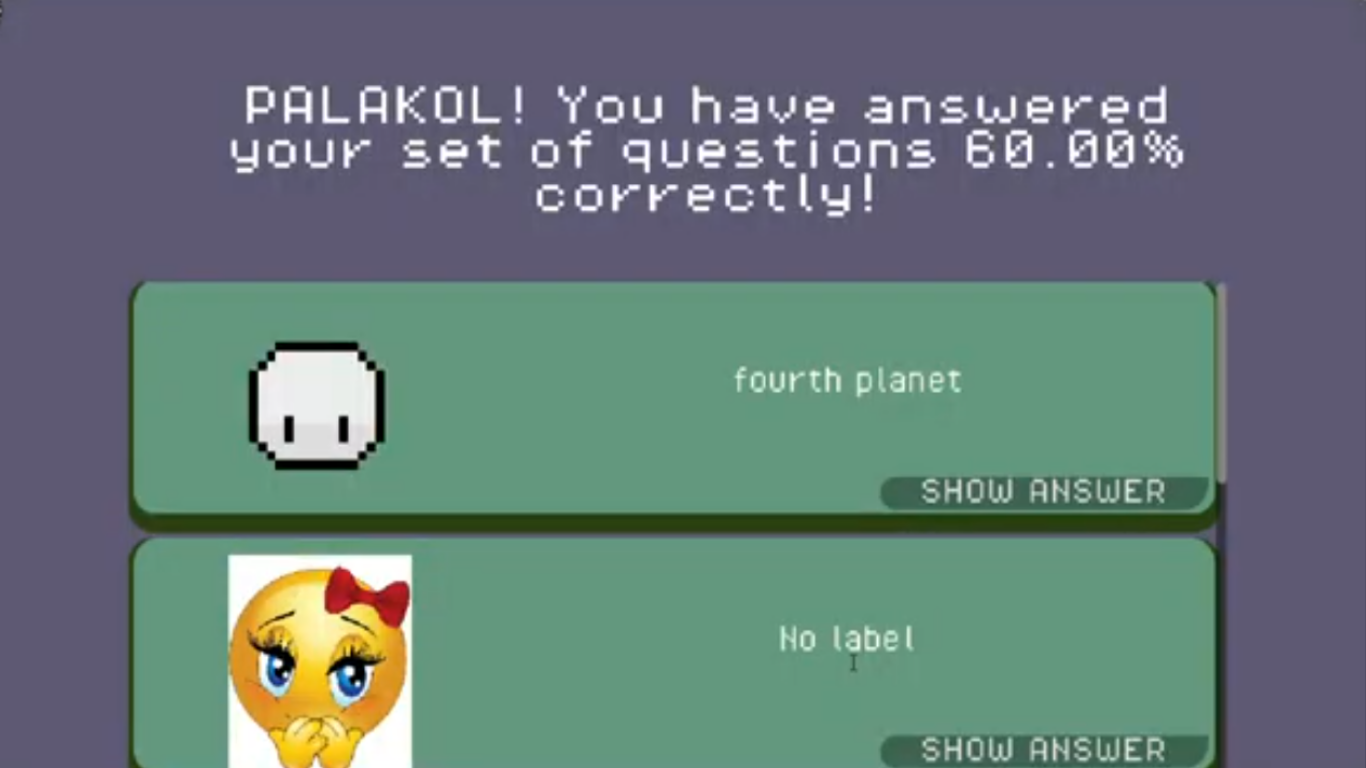 PALAKOL! You have answered
your set of questions 60.00%
correctly!
fourth planet
SHOW ANSWER
No label
SHOW ANSWER